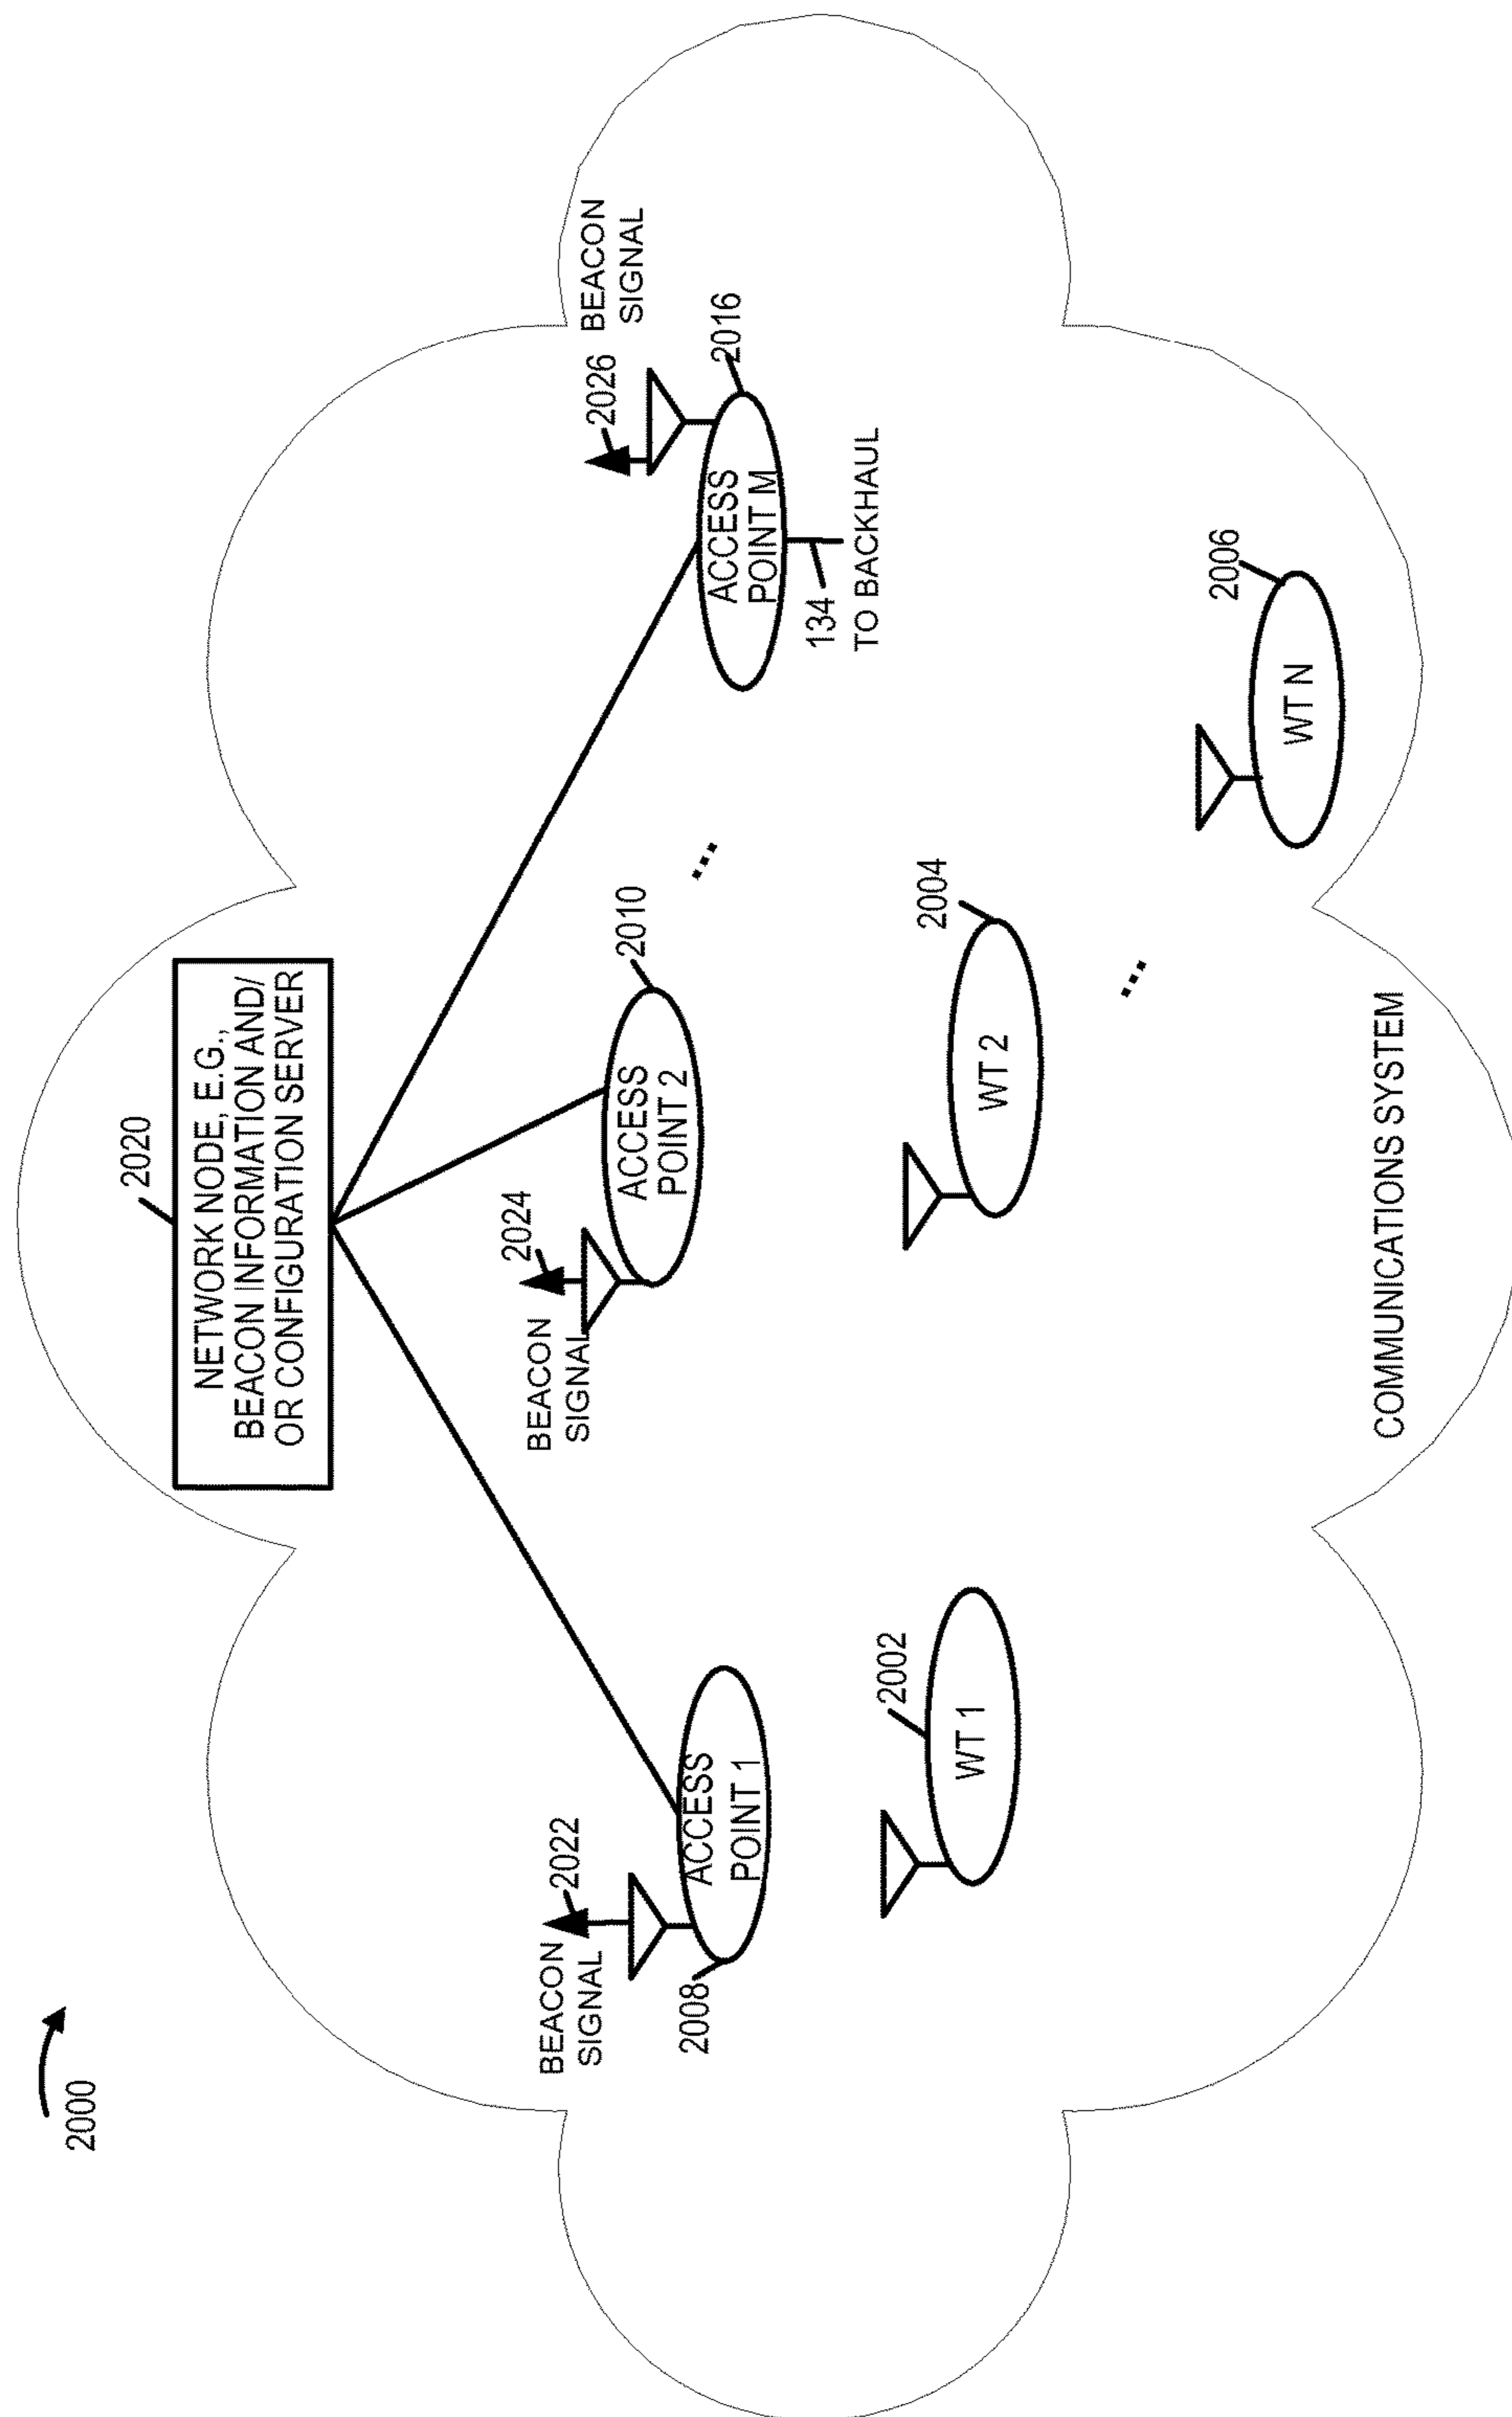 2000
2020
NETWORK NODE, E.G.,
BEACON INFORMATION AND/
OR CONFIGURATION SERVER
BEACON
SIGNAL
2022
2008
ACCESS
POINT 1
BEACON
SIGNAL
2024
2010
ACCESS
POINT 2
...
2026
BEACON
SIGNAL
2016
ACCESS
POINT M
134
TO BACKHAUL
2002
WT 1
2004
WT 2
...
2006
WT N
COMMUNICATIONS SYSTEM